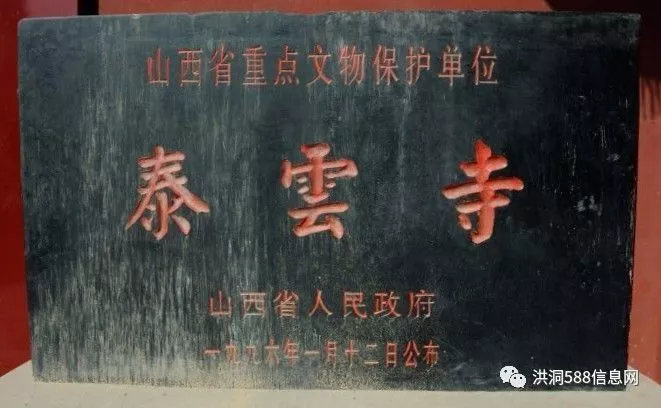 山西省重点文物保护单位
泰雲寺
山西省人民政府
一九九六年一月十二日公布
洪洞588信息网